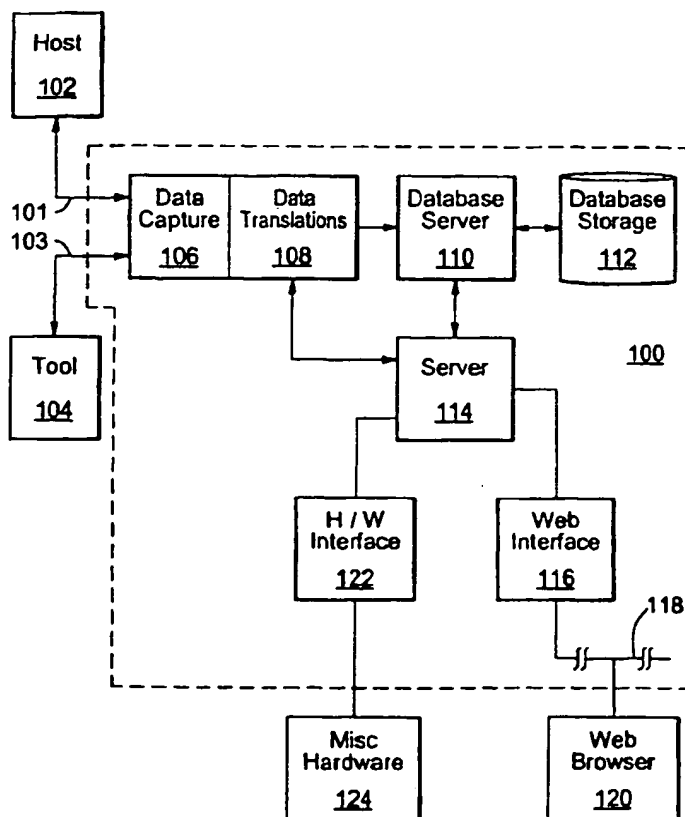 Host
102
101
103
Data
Capture
106
Data
Translations
108
Database
Server
110
Database
Storage
112
Tool
104
Server
114
100
H / W
Interface
122
Web
Interface
116
118
Misc
Hardware
124
Web
Browser
120